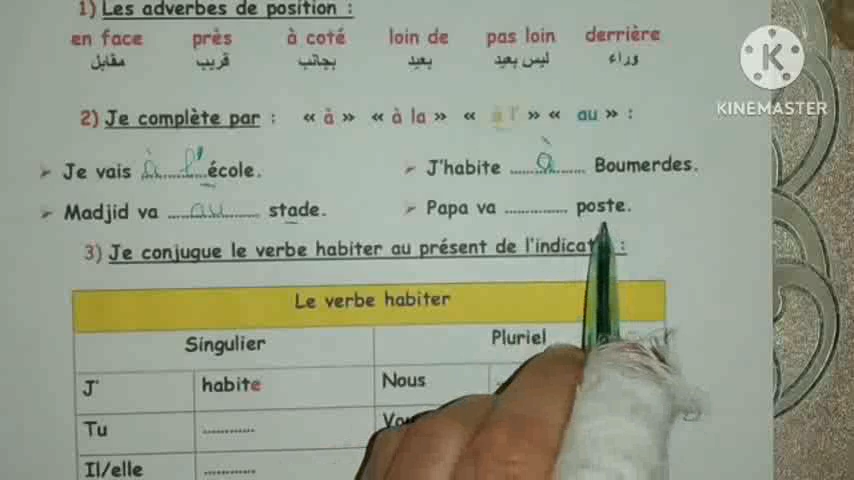 1) Les adverbes de position :
en face près à coté loin de pas loin derrière
مقابل قريب بجانب بعيد ليس بعيد وراء
KINEMASTER
2) Je complète par : « à » « à la » « à l' » « au » :
➤ Je vais à l' école. ➤ J'habite à Boumerdes.
➤ Madjid va au stade. ➤ Papa va ............ poste.
3) Je conjugue le verbe habiter au présent de l'indicat :
Le verbe habiter
Singulier Pluriel
J' habite Nous
Tu ............
Il/elle ............